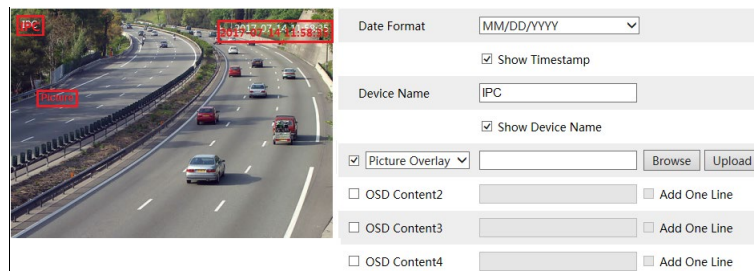 IPC
2017-07-14 11:58:35
Picture
Date Format
MM/DD/YYYY
Show Timestamp
Device Name
IPC
Show Device Name
Picture Overlay
Browse
Upload
OSD Content2
Add One Line
OSD Content3
Add One Line
OSD Content4
Add One Line